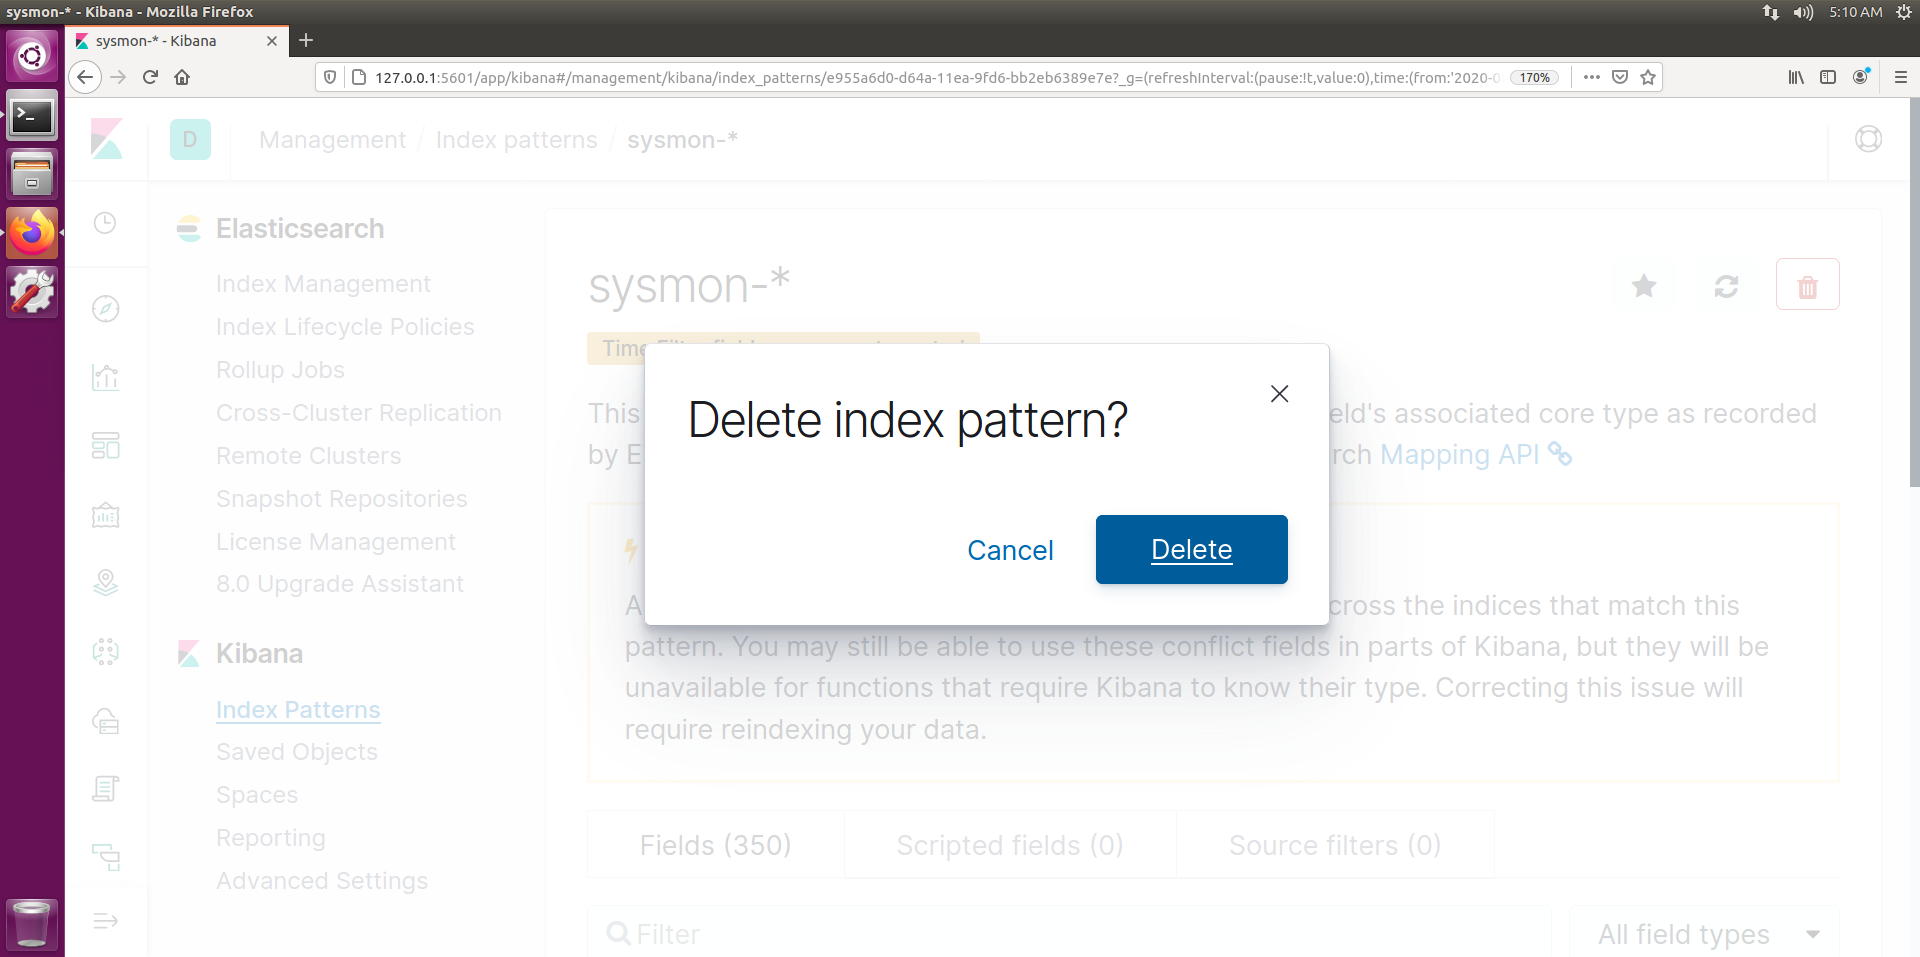 sysmon-* - Kibana - Mozilla Firefox
5:10 AM
sysmon-* - Kibana
127.0.0.1:5601/app/kibana#/management/kibana/index_patterns/e955a6d0-d64a-11ea-9fd6-bb2eb6389e7e?_g=(refreshInterval:(pause:!t,value:0),time:(from:'2020-0
170%
D
Management / Index patterns / sysmon-*
Elasticsearch
Index Management
Index Lifecycle Policies
Rollup Jobs
Cross-Cluster Replication
Remote Clusters
Snapshot Repositories
License Management
8.0 Upgrade Assistant
Kibana
Index Patterns
Saved Objects
Spaces
Reporting
Advanced Settings
sysmon-*
Time
This
eld's associated core type as recorded
by E
rch Mapping API
Delete index pattern?
Cancel
Delete
A
cross the indices that match this
pattern. You may still be able to use these conflict fields in parts of Kibana, but they will be
unavailable for functions that require Kibana to know their type. Correcting this issue will
require reindexing your data.
Fields (350)
Scripted fields (0)
Source filters (0)
Filter
All field types